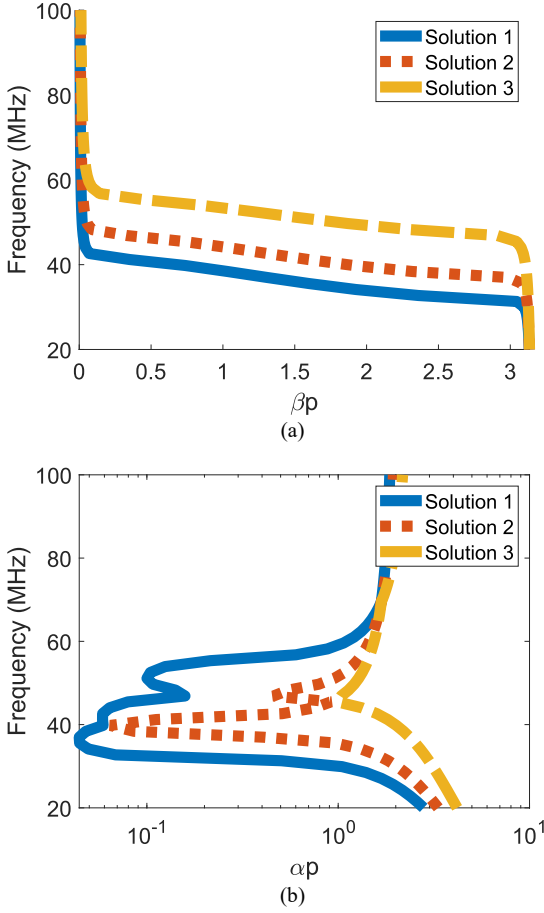 100
80
60
40
20
Frequency (MHz)
Solution 1
Solution 2
Solution 3
0
0.5
1
1.5
2
2.5
3
βp
(a)
100
80
60
40
20
Frequency (MHz)
Solution 1
Solution 2
Solution 3
10⁻¹
10⁰
10¹
αp
(b)